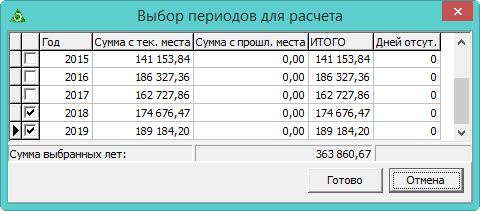 Выбор периодов для расчета
Год Сумма с тек. места Сумма с прошл. места ИТОГО Дней отсут.
2015 141 153,84 0,00 141 153,84 0
2016 186 327,36 0,00 186 327,36 0
2017 162 727,86 0,00 162 727,86 0
2018 174 676,47 0,00 174 676,47 0
2019 189 184,20 0,00 189 184,20 0
Сумма выбранных лет: 363 860,67
Готово Отмена